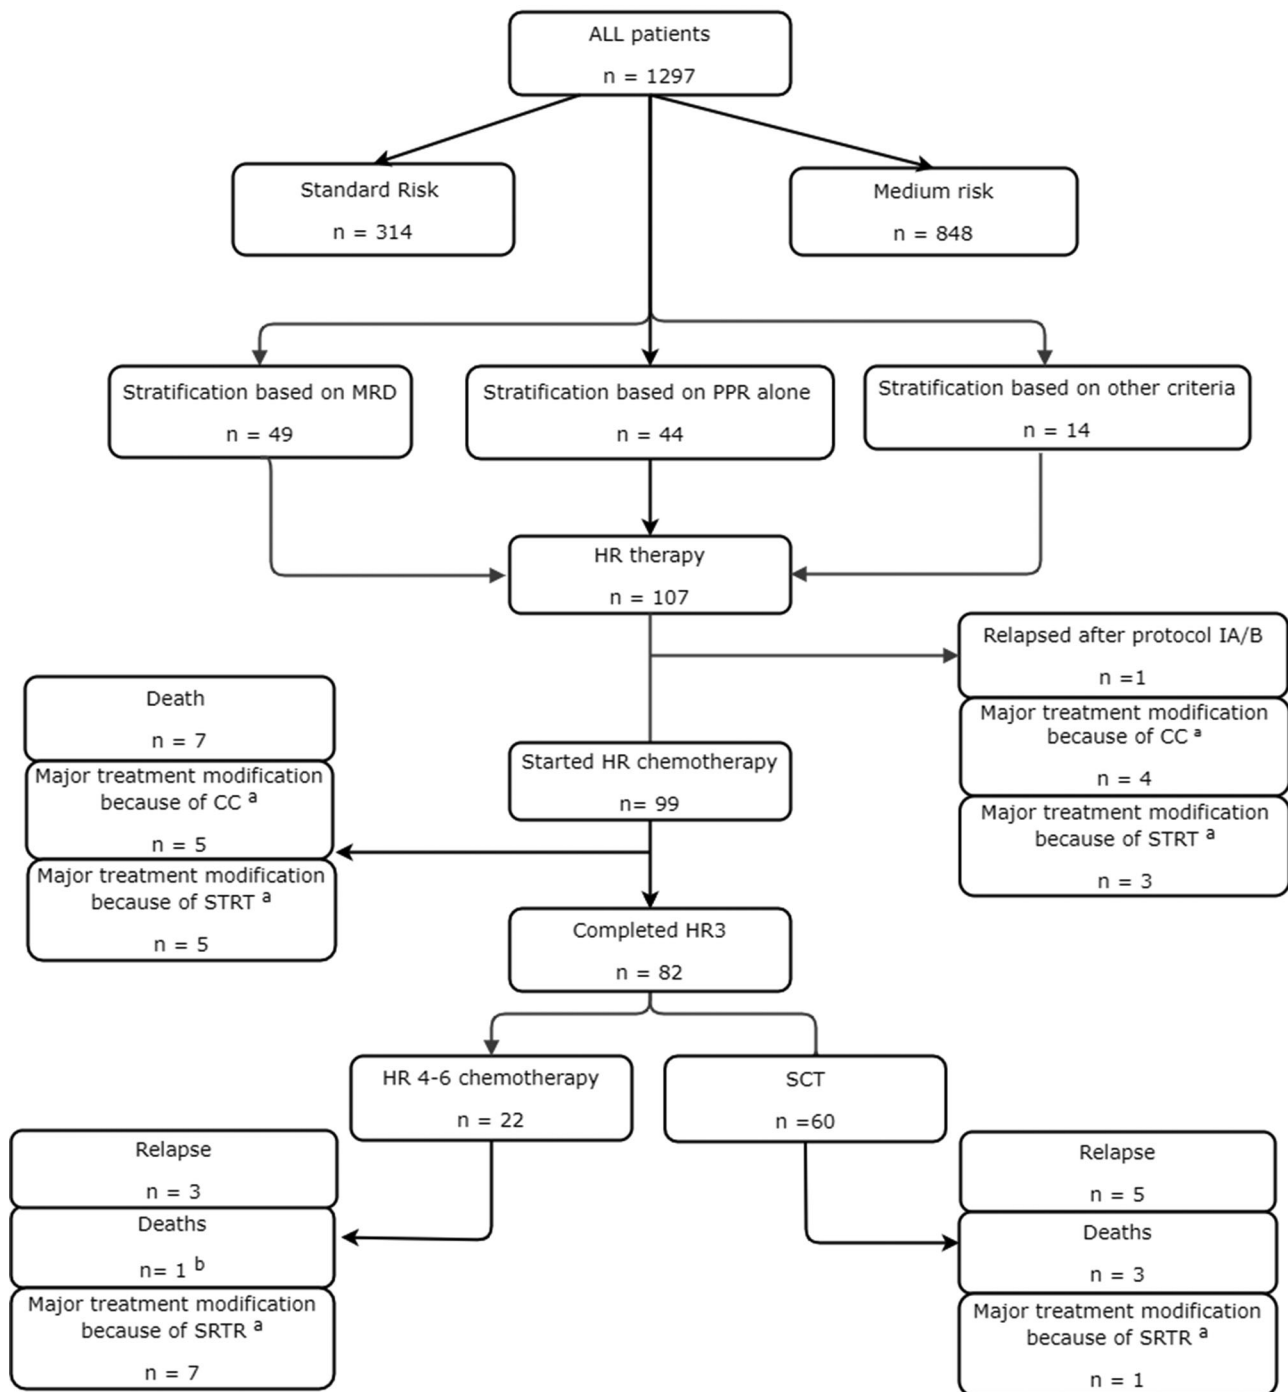 ALL patients
n = 1297
Standard Risk
n = 314
Medium risk
n = 848
Stratification based on MRD
n = 49
Stratification based on PPR alone
n = 44
Stratification based on other criteria
n = 14
HR therapy
n = 107
Relapsed after protocol IA/B
n =1
Major treatment modification
because of CC a
n = 4
Major treatment modification
because of STRT a
n = 3
Started HR chemotherapy
n= 99
Death
n = 7
Major treatment modification
because of CC a
n = 5
Major treatment modification
because of STRT a
n = 5
Completed HR3
n = 82
HR 4-6 chemotherapy
n = 22
SCT
n =60
Relapse
n = 3
Deaths
n= 1 b
Major treatment modification
because of SRTR a
n = 7
Relapse
n = 5
Deaths
n = 3
Major treatment modification
because of SRTR a
n = 1